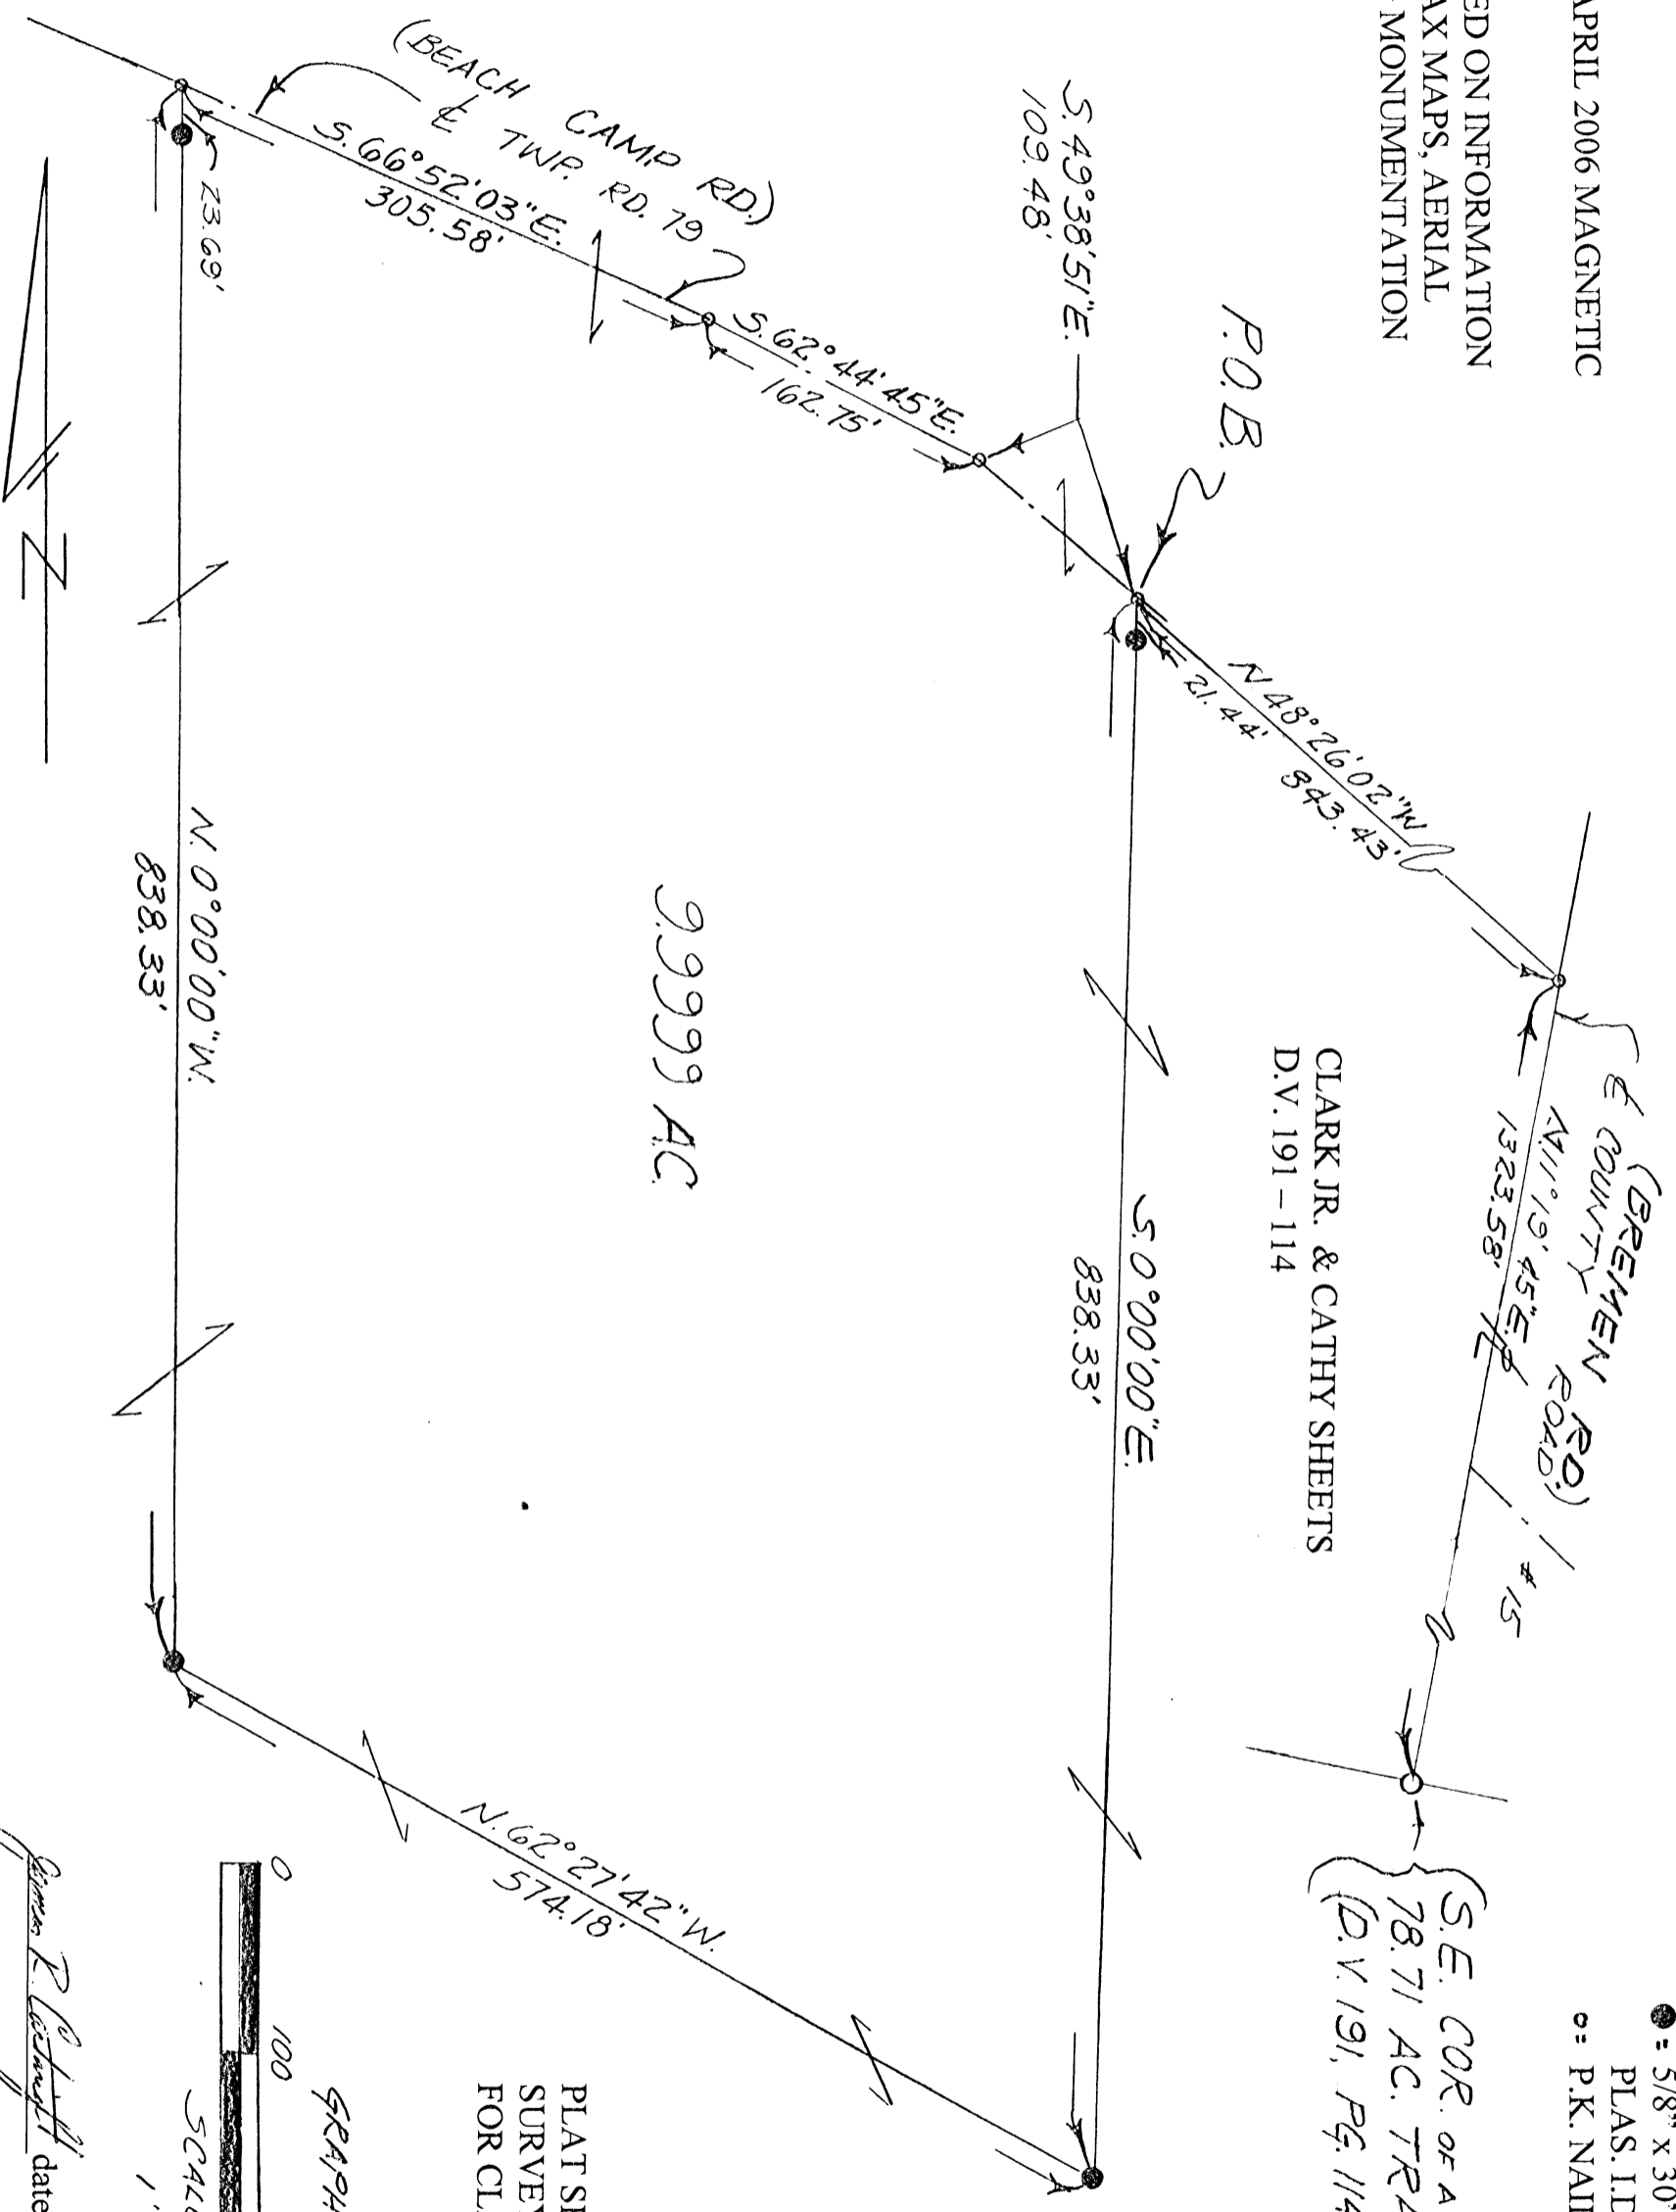 APRIL 2006 MAGNETIC
ED ON INFORMATION
AX MAPS, AERIAL
MONUMENTATION
= 5/8" x 30"
PLAS. I.D
= P.K. NAIL
(BREMEN RD.)
℄ COUNTY ROAD
# 15
N.11°19'45"E.
1323.58'
{S.E. COR. OF A
78.71 AC. TRA
(D.V. 191, PG. 114
N 48°26'02"W
843.43'
21.44'
P.O.B.
S.49°38'51"E.
109.48'
S.62°44'45"E.
162.75'
(BEACH CAMP RD.)
℄ TWP. RD. 79
S.66°52'03"E.
305.58'
23.69'
CLARK JR. & CATHY SHEETS
D.V. 191 – 114
S.0°00'00"E.
838.33'
9.9999 AC.
N.0°00'00"W.
838.33'
N.62°27'42"W.
574.18'
N
PLAT S
SURVEY
FOR CL
GRAPH
0 100
SCAL
1"
date